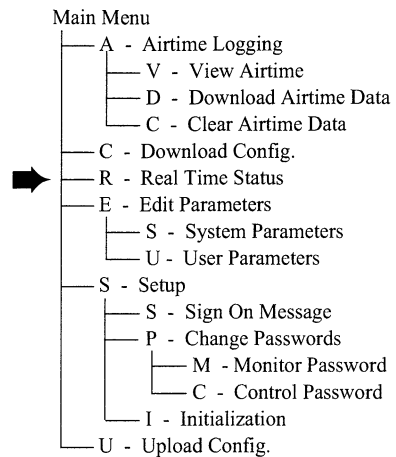 Main Menu
A - Airtime Logging
V - View Airtime
D - Download Airtime Data
C - Clear Airtime Data
C - Download Config.
R - Real Time Status
E - Edit Parameters
S - System Parameters
U - User Parameters
S - Setup
S - Sign On Message
P - Change Passwords
M - Monitor Password
C - Control Password
I - Initialization
U - Upload Config.